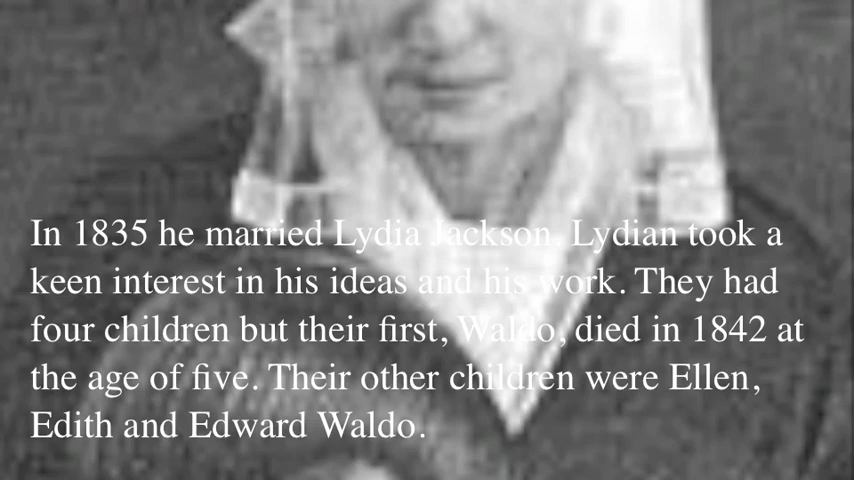 In 1835 he married Lydia Jackson. Lydian took a
keen interest in his ideas and his work. They had
four children but their first, Waldo, died in 1842 at
the age of five. Their other children were Ellen,
Edith and Edward Waldo.